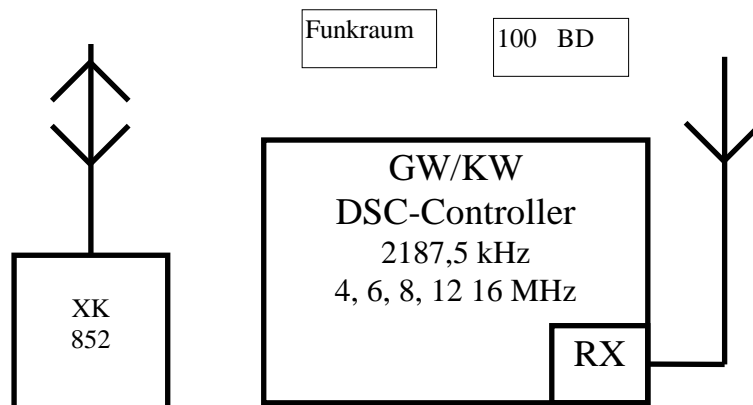 Funkraum
100 BD
GW/KW
DSC-Controller
2187,5 kHz
4, 6, 8, 12 16 MHz
RX
XK
852